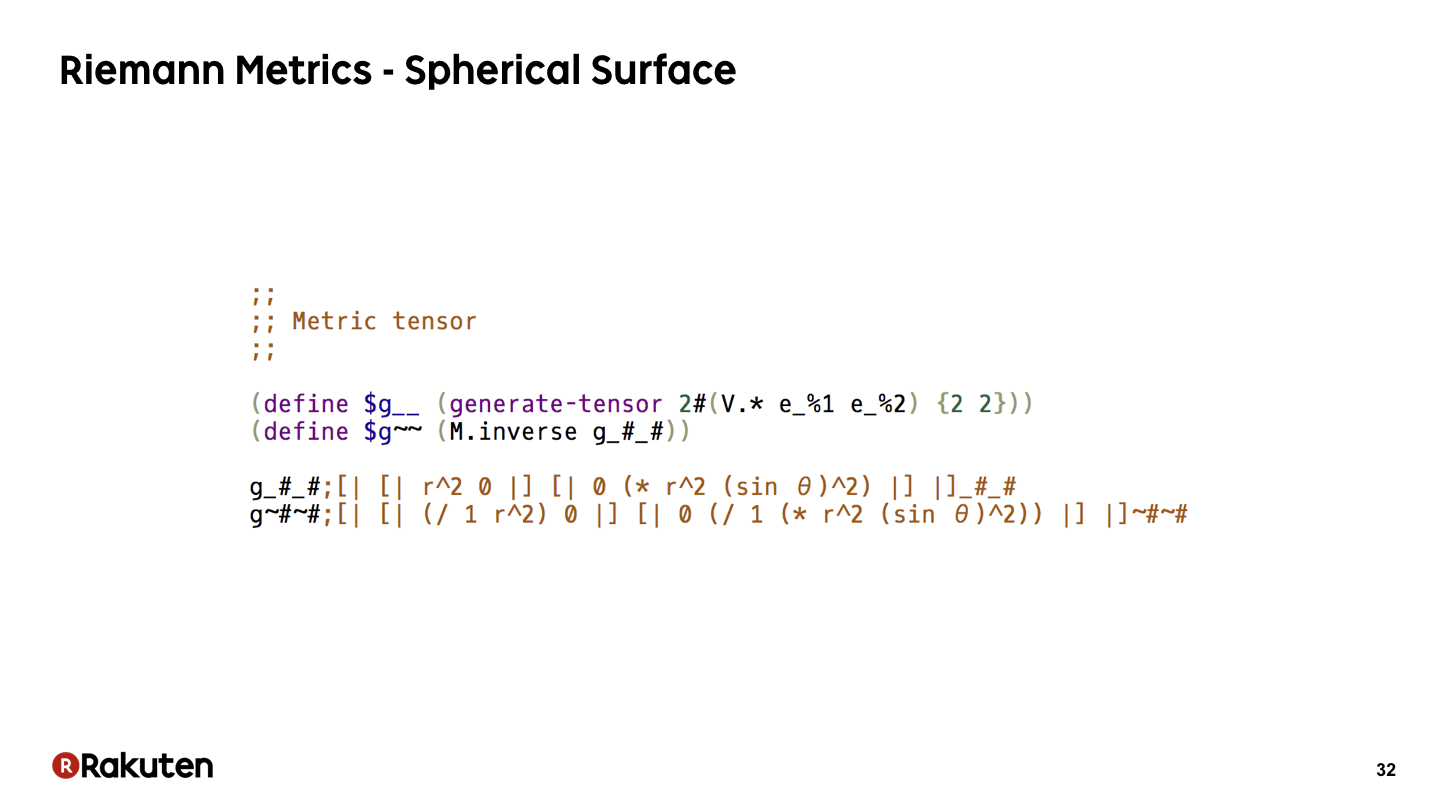 Riemann Metrics - Spherical Surface
;;
;; Metric tensor
;;
(define $g__ (generate-tensor 2#(V.* e_%1 e_%2) {2 2}))
(define $g~~ (M.inverse g_#_#))
g_#_#;[| [| r^2 0 |] [| 0 (* r^2 (sin θ)^2) |] |]_#_#
g~#~#;[| [| (/ 1 r^2) 0 |] [| 0 (/ 1 (* r^2 (sin θ)^2)) |] |]~#~#
R Rakuten
32